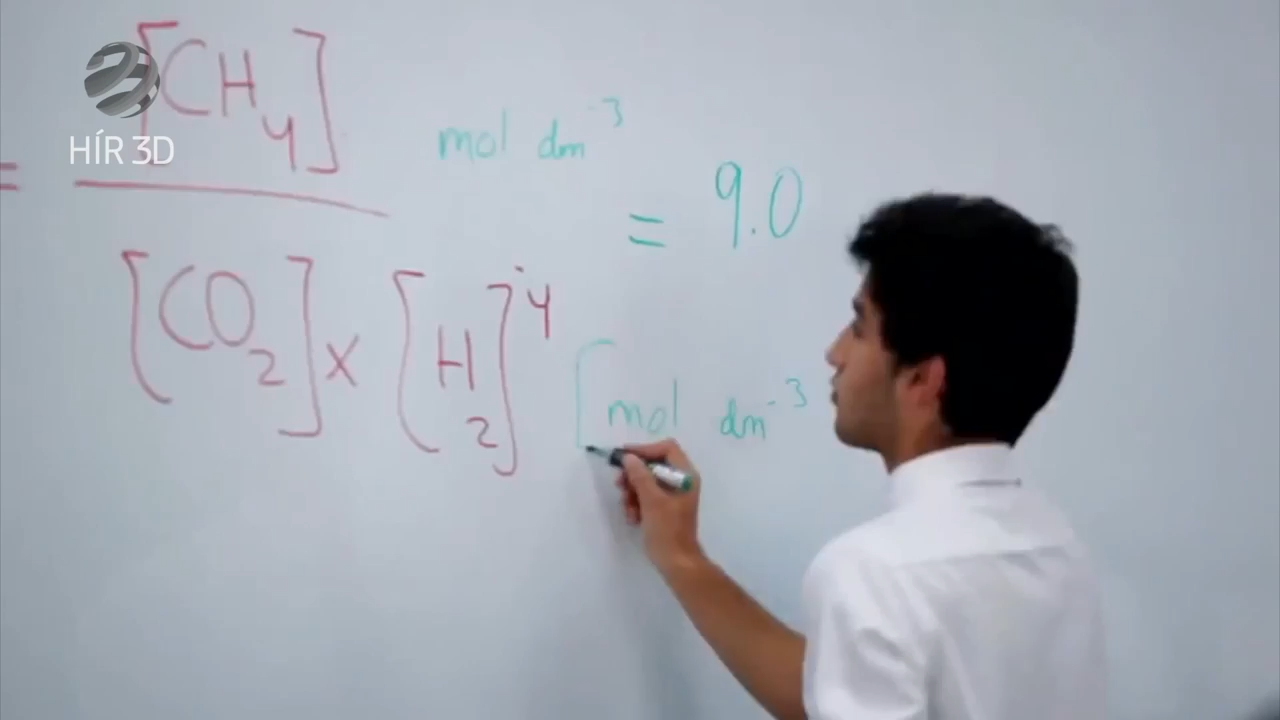 [CH4]
HÍR 3D
mol dm-3
=
= 9.0
[CO2] x [H2]4
[mol dm-3